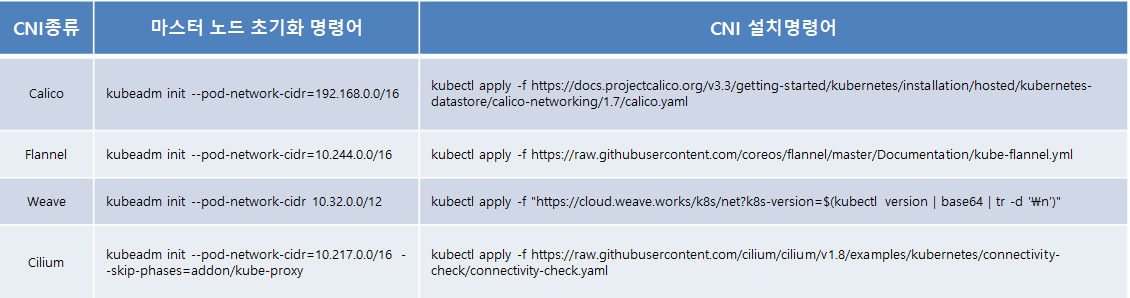 CNI종류 마스터 노드 초기화 명령어 CNI 설치명령어
Calico kubeadm init --pod-network-cidr=192.168.0.0/16 kubectl apply -f https://docs.projectcalico.org/v3.3/getting-started/kubernetes/installation/hosted/kubernetes-
datastore/calico-networking/1.7/calico.yaml
Flannel kubeadm init --pod-network-cidr=10.244.0.0/16 kubectl apply -f https://raw.githubusercontent.com/coreos/flannel/master/Documentation/kube-flannel.yml
Weave kubeadm init --pod-network-cidr 10.32.0.0/12 kubectl apply -f "https://cloud.weave.works/k8s/net?k8s-version=$(kubectl version | base64 | tr -d '₩n')"
Cilium kubeadm init --pod-network-cidr=10.217.0.0/16 -
-skip-phases=addon/kube-proxy
kubectl apply -f https://raw.githubusercontent.com/cilium/cilium/v1.8/examples/kubernetes/connectivity-
check/connectivity-check.yaml